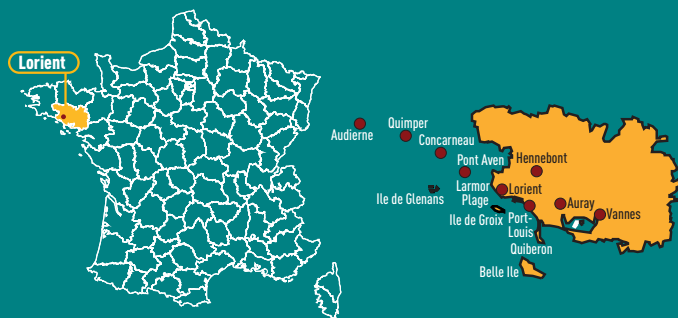 Lorient
Audierne
Quimper
Concarneau
Pont Aven
Hennebont
Larmor
Plage
Lorient
Ile de Glenans
Ile de Groix
Port-
Louis
Auray
Vannes
Quiberon
Belle Ile